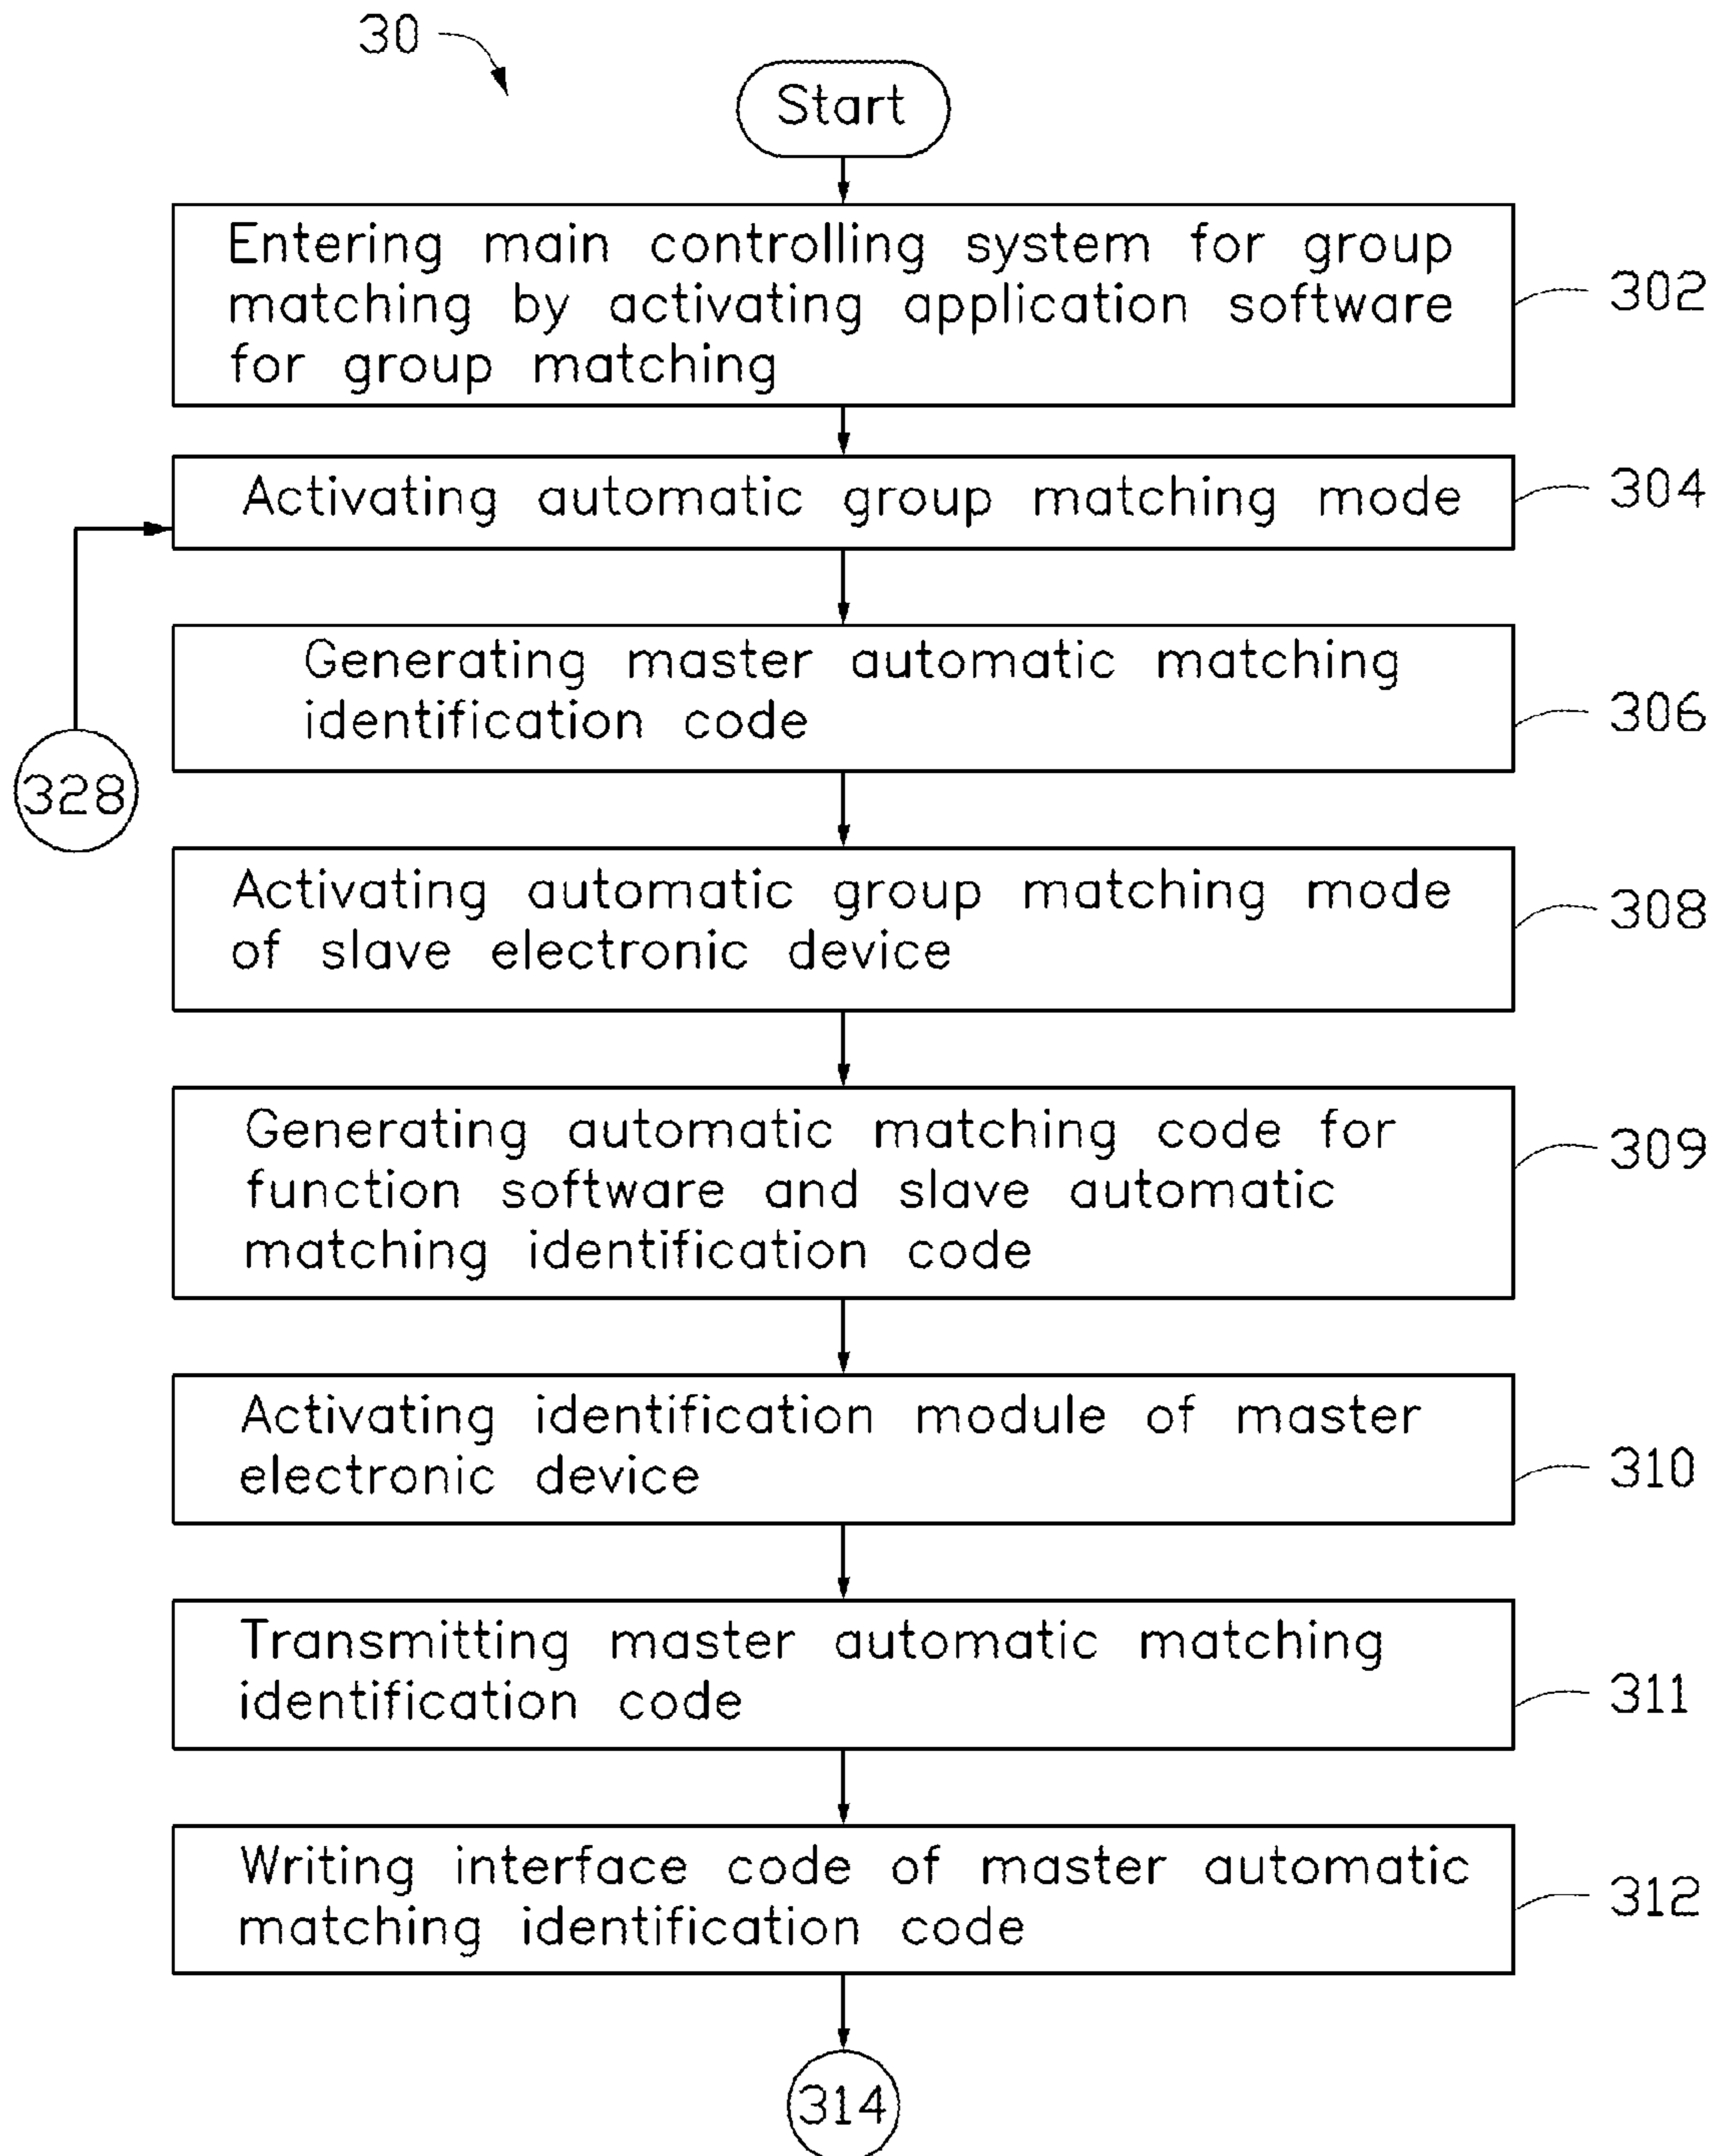 30
Start
Entering main controlling system for group
matching by activating application software
for group matching
302
Activating automatic group matching mode
304
Generating master automatic matching
identification code
306
328
Activating automatic group matching mode
of slave electronic device
308
Generating automatic matching code for
function software and slave automatic
matching identification code
309
Activating identification module of master
electronic device
310
Transmitting master automatic matching
identification code
311
Writing interface code of master automatic
matching identification code
312
314